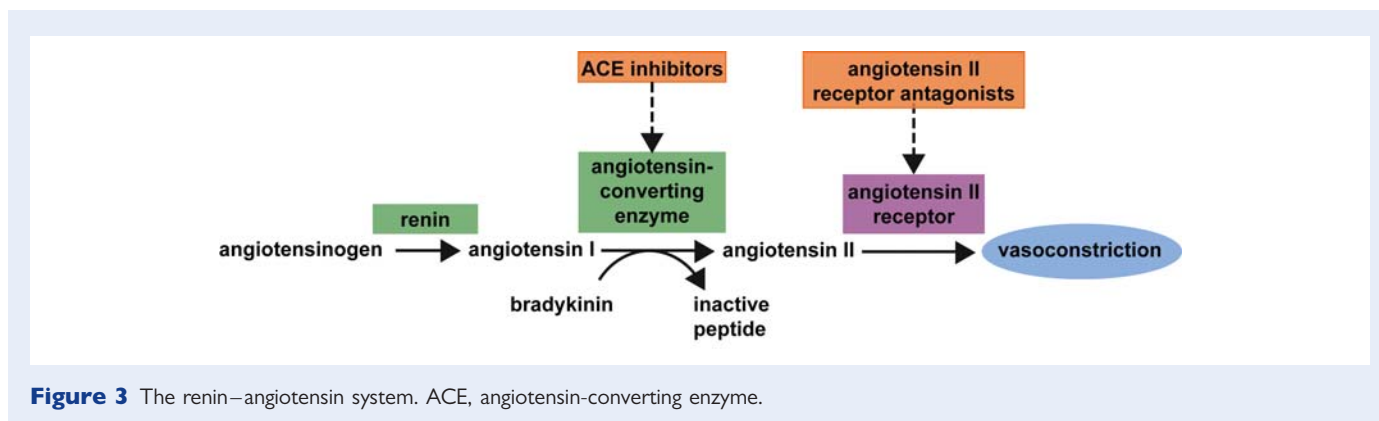 ACE inhibitors
angiotensin II
receptor antagonists
angiotensin-
converting
enzyme
angiotensin II
receptor
renin
angiotensinogen
angiotensin I
angiotensin II
vasoconstriction
bradykinin
inactive
peptide
Figure 3 The renin–angiotensin system. ACE, angiotensin-converting enzyme.